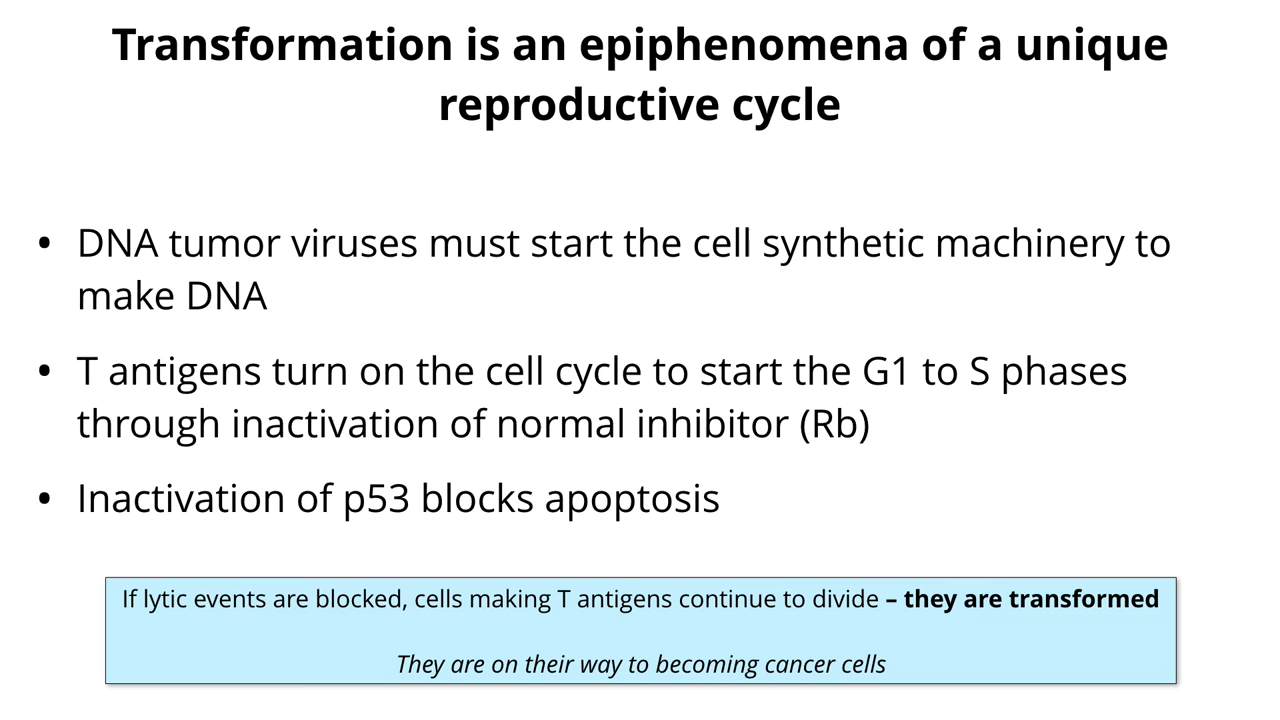 Transformation is an epiphenomena of a unique
reproductive cycle
• DNA tumor viruses must start the cell synthetic machinery to
make DNA
• T antigens turn on the cell cycle to start the G1 to S phases
through inactivation of normal inhibitor (Rb)
• Inactivation of p53 blocks apoptosis
If lytic events are blocked, cells making T antigens continue to divide – they are transformed
They are on their way to becoming cancer cells